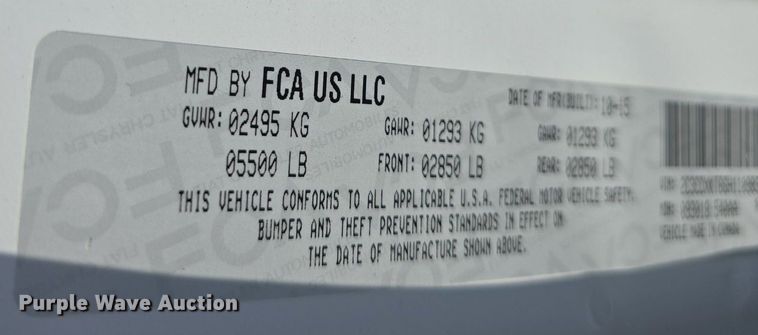 MFD BY FCA US LLC DATE OF MFR(BUILT): 10-15
GVWR: 02495 KG GAWR: 01293 KG GAWR: 01293 KG
05500 LB FRONT: 02850 LB REAR: 02850 LB
THIS VEHICLE CONFORMS TO ALL APPLICABLE U.S.A. FEDERAL MOTOR VEHICLE SAFETY,
BUMPER AND THEFT PREVENTION STANDARDS IN EFFECT ON
THE DATE OF MANUFACTURE SHOWN ABOVE.
VIN:
MDH:
VEHICLE MADE IN CANADA
Purple Wave Auction